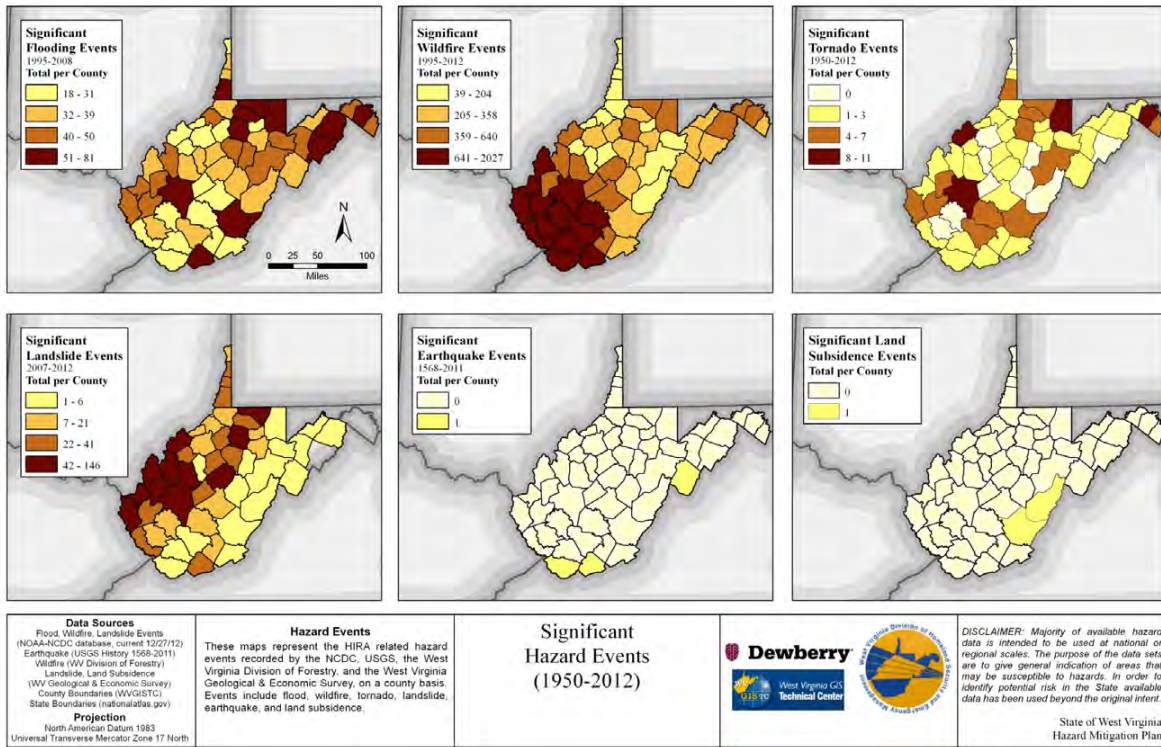 Significant
Flooding Events
1995-2008
Total per County
18 - 31
32 - 39
40 - 50
51 - 81
N
0 25 50 100
Miles
Significant
Wildfire Events
1995-2012
Total per County
39 - 204
205 - 358
359 - 640
641 - 2027
Significant
Tornado Events
1950-2012
Total per County
0
1 - 3
4 - 7
8 - 11
Significant
Landslide Events
2007-2012
Total per County
1 - 6
7 - 21
22 - 41
42 - 146
Significant
Earthquake Events
1568-2011
Total per County
0
1
Significant Land
Subsidence Events
Total per County
0
1
Data Sources
Flood, Wildfire, Landslide Events
(NOAA-NCDC database, current 12/27/12)
Earthquake (USGS History 1568-2011)
Wildfire (WV Division of Forestry)
Landslide, Land Subsidence
(WV Geological & Economic Survey)
County Boundaries (WVGISTC)
State Boundaries (nationalatlas.gov)
Projection
North American Datum 1983
Universal Transverse Mercator Zone 17 North
Hazard Events
These maps represent the HIRA related hazard
events recorded by the NCDC, USGS, the West
Virginia Division of Forestry, and the West Virginia
Geological & Economic Survey, on a county basis.
Events include flood, wildfire, tornado, landslide,
earthquake, and land subsidence.
Significant
Hazard Events
(1950-2012)
Dewberry
WV
GIS TC
West Virginia GIS
Technical Center
West Virginia Division of Homeland Security and Emergency Management
DISCLAIMER: Majority of available hazard
data is intended to be used at national or
regional scales. The purpose of the data sets
are to give general indication of areas that
may be susceptible to hazards. In order to
identify potential risk in the State available
data has been used beyond the original intent.
State of West Virginia
Hazard Mitigation Plan